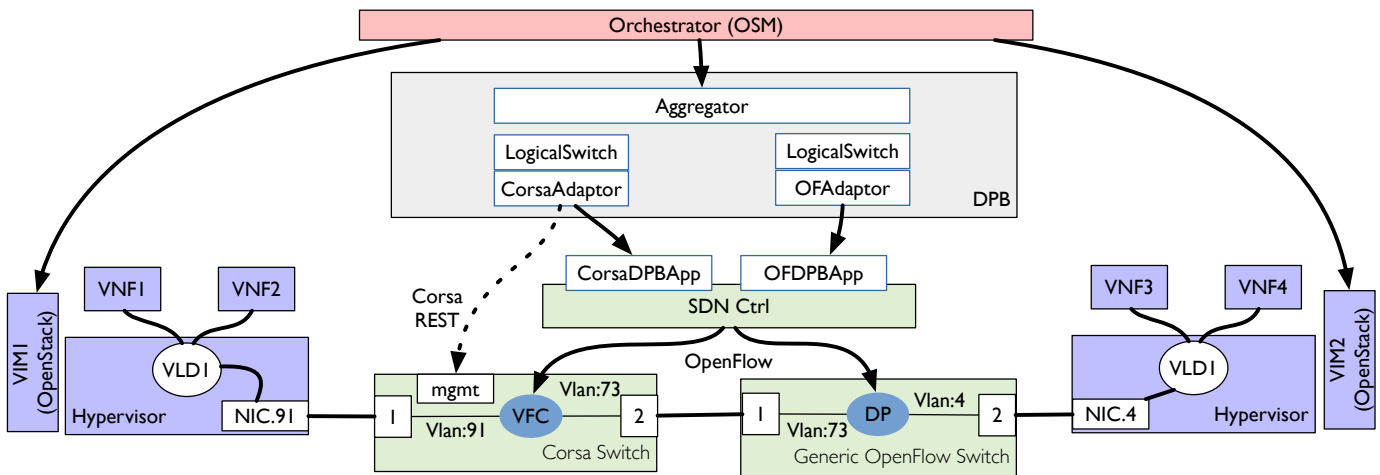 Orchestrator (OSM)
Aggregator
LogicalSwitch
LogicalSwitch
CorsaAdaptor
OFAdaptor
DPB
CorsaDPBApp
OFDPBApp
SDN Ctrl
Corsa
REST
OpenFlow
VIM1
(OpenStack)
VNF1
VNF2
VLD1
Hypervisor
NIC.91
mgmt
1
Vlan:91
VFC
Vlan:73
2
Corsa Switch
1
Vlan:73
DP
Vlan:4
2
Generic OpenFlow Switch
VNF3
VNF4
VLD1
NIC.4
Hypervisor
VIM2
(OpenStack)